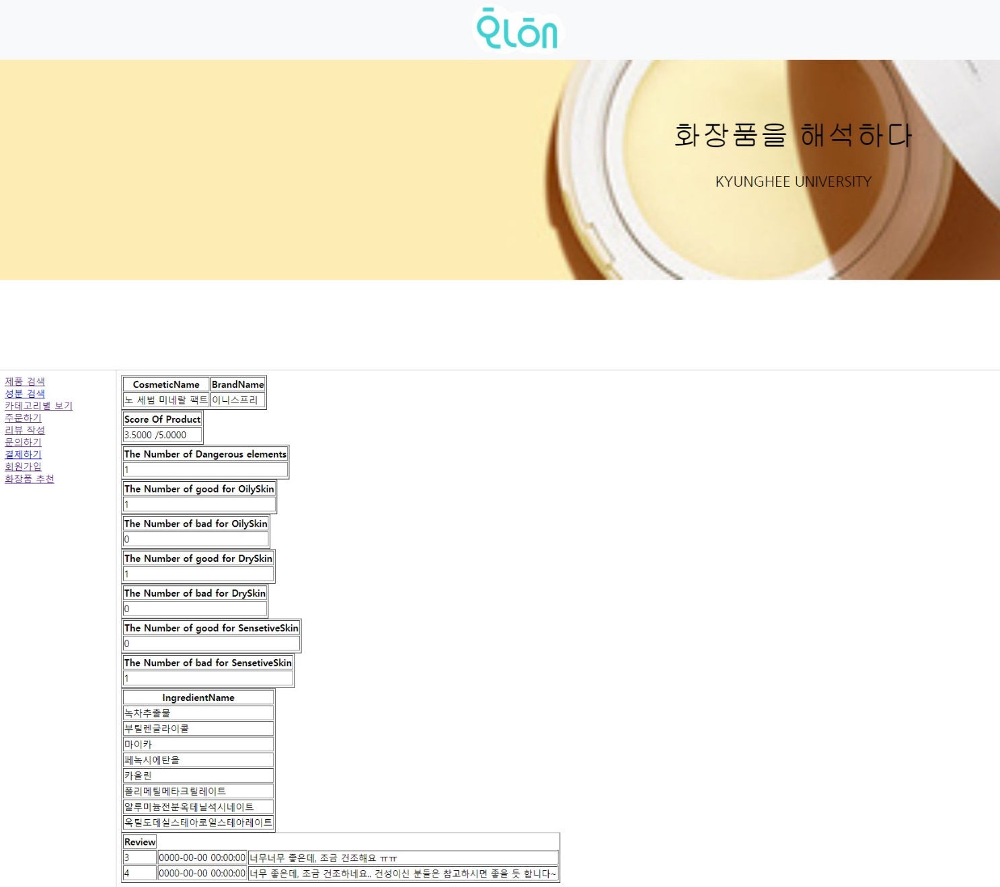 화장품을 해석하다
KYUNGHEE UNIVERSITY
제품 검색
성분 검색
카테고리별 보기
주문하기
리뷰 작성
문의하기
결제하기
회원가입
화장품 추천
CosmeticName BrandName
노 세범 미네랄 팩트 이니스프리
Score Of Product
3.5000 /5.0000
The Number of Dangerous elements
1
The Number of good for OilySkin
1
The Number of bad for OilySkin
0
The Number of good for DrySkin
1
The Number of bad for DrySkin
0
The Number of good for SensetiveSkin
0
The Number of bad for SensetiveSkin
1
IngredientName
녹차추출물
부틸렌글라이콜
마이카
페녹시에탄올
카올린
폴리메틸메타크릴레이트
알루미늄전분옥테닐석시네이트
옥틸도데실스테아로일스테아레이트
Review
3 0000-00-00 00:00:00 너무너무 좋은데, 조금 건조해요 ㅠㅠ
4 0000-00-00 00:00:00 너무 좋은데, 조금 건조하네요.. 건성이신 분들은 참고하시면 좋을 듯 합니다~